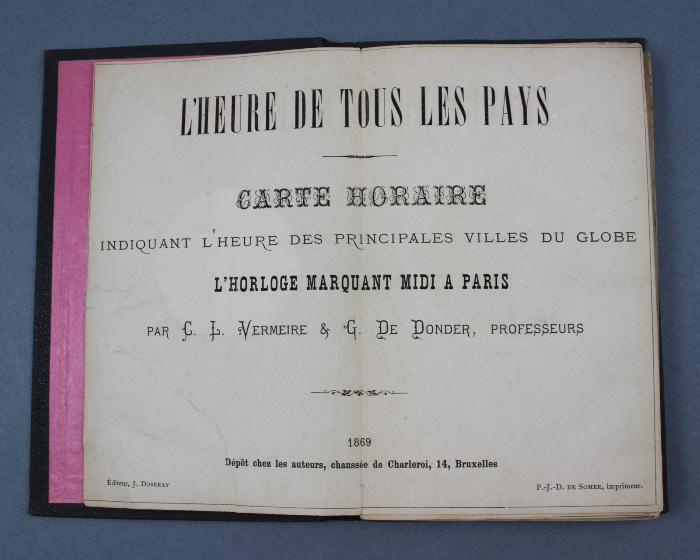 L'HEURE DE TOUS LES PAYS
CARTE HORAIRE
INDIQUANT L'HEURE DES PRINCIPALES VILLES DU GLOBE
L'HORLOGE MARQUANT MIDI A PARIS
PAR C. L. VERMEIRE & G. DE DONDER, PROFESSEURS
1869
Dépôt chez les auteurs, chaussée de Charleroi, 14, Bruxelles
Éditeur, J. DOSERAY
P.-J.-D. DE SOMER, imprimeur.